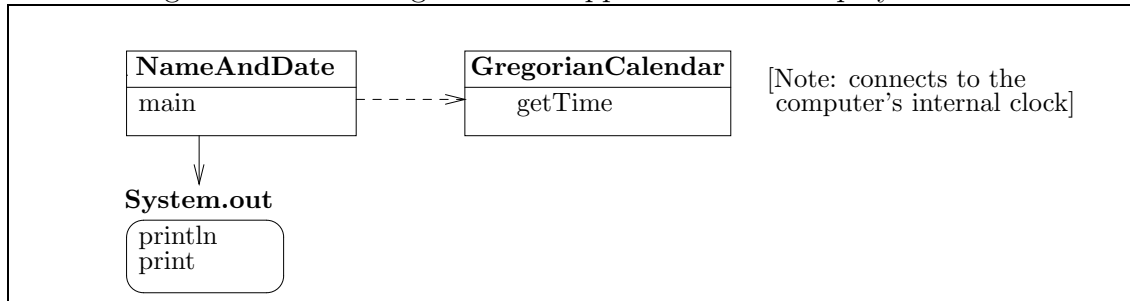 NameAndDate
main
GregorianCalendar
getTime
[Note: connects to the
computer's internal clock]
System.out
println
print